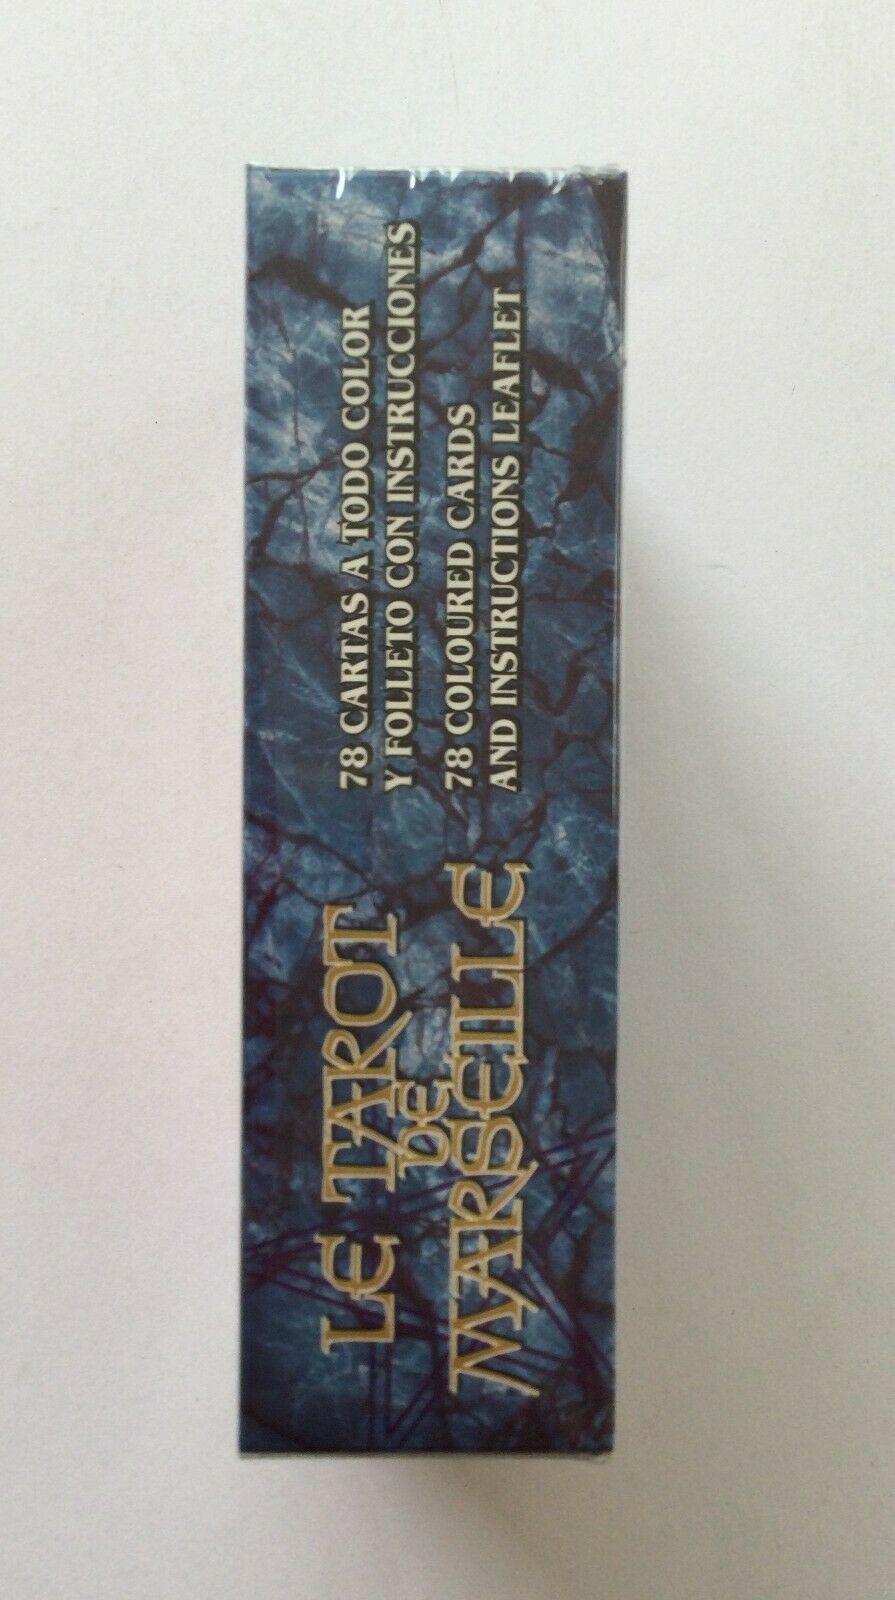 LE TAROT
DE
MARSEILLE
78 CARTAS A TODO COLOR
Y FOLLETO CON INSTRUCCIONES
78 COLOURED CARDS
AND INSTRUCTIONS LEAFLET